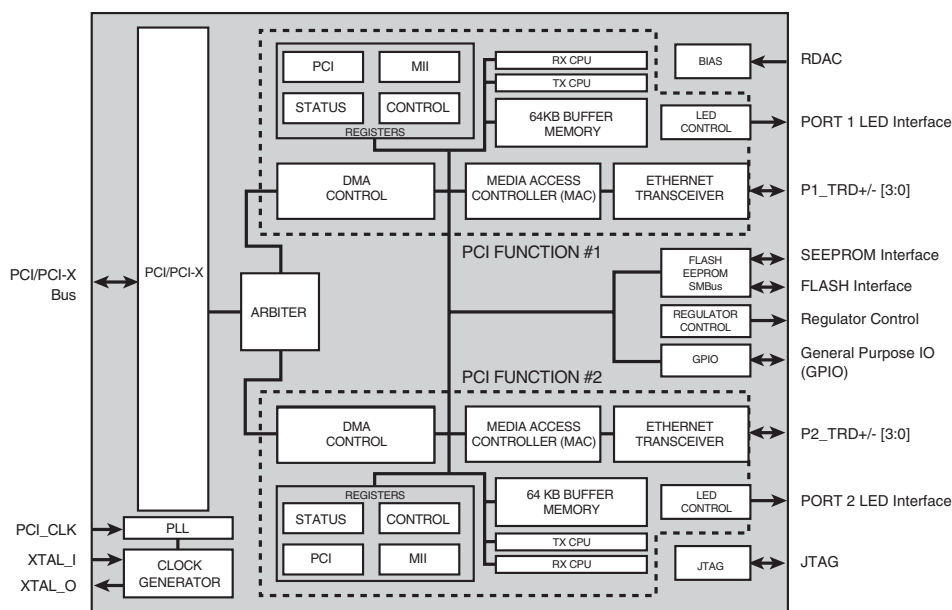 PCI/PCI-X
Bus
PCI_CLK
XTAL_I
XTAL_O
PCI/PCI-X
PLL
CLOCK
GENERATOR
ARBITER
PCI
MII
STATUS
CONTROL
REGISTERS
RX CPU
TX CPU
64KB BUFFER
MEMORY
BIAS
LED
CONTROL
DMA
CONTROL
MEDIA ACCESS
CONTROLLER (MAC)
ETHERNET
TRANSCEIVER
PCI FUNCTION #1
FLASH
EEPROM
SMBus
REGULATOR
CONTROL
GPIO
PCI FUNCTION #2
DMA
CONTROL
MEDIA ACCESS
CONTROLLER (MAC)
ETHERNET
TRANSCEIVER
REGISTERS
STATUS
CONTROL
PCI
MII
64 KB BUFFER
MEMORY
TX CPU
RX CPU
LED
CONTROL
JTAG
RDAC
PORT 1 LED Interface
P1_TRD+/- [3:0]
SEEPROM Interface
FLASH Interface
Regulator Control
General Purpose IO
(GPIO)
P2_TRD+/- [3:0]
PORT 2 LED Interface
JTAG